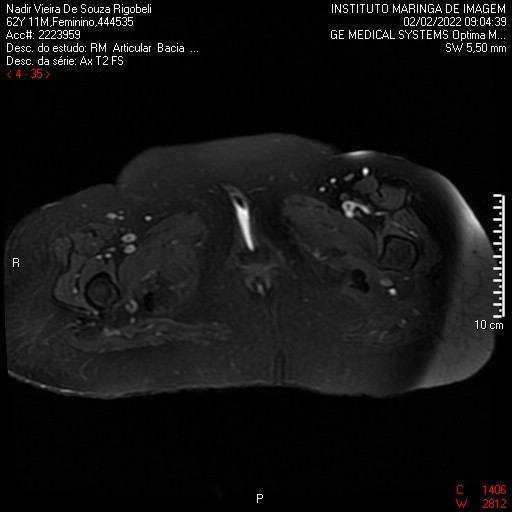 Nadir Vieira De Souza Rigobeli
62Y 11M,Feminino,444535
Acc#: 2223959
Desc. do estudo: RM Articular Bacia ...
Desc. da série: Ax T2 FS
< 4 - 35 >
INSTITUTO MARINGA DE IMAGEM
02/02/2022 09:04:39
GE MEDICAL SYSTEMS Optima M...
SW 5,50 mm
R
10 cm
P
C 1406
W 2812